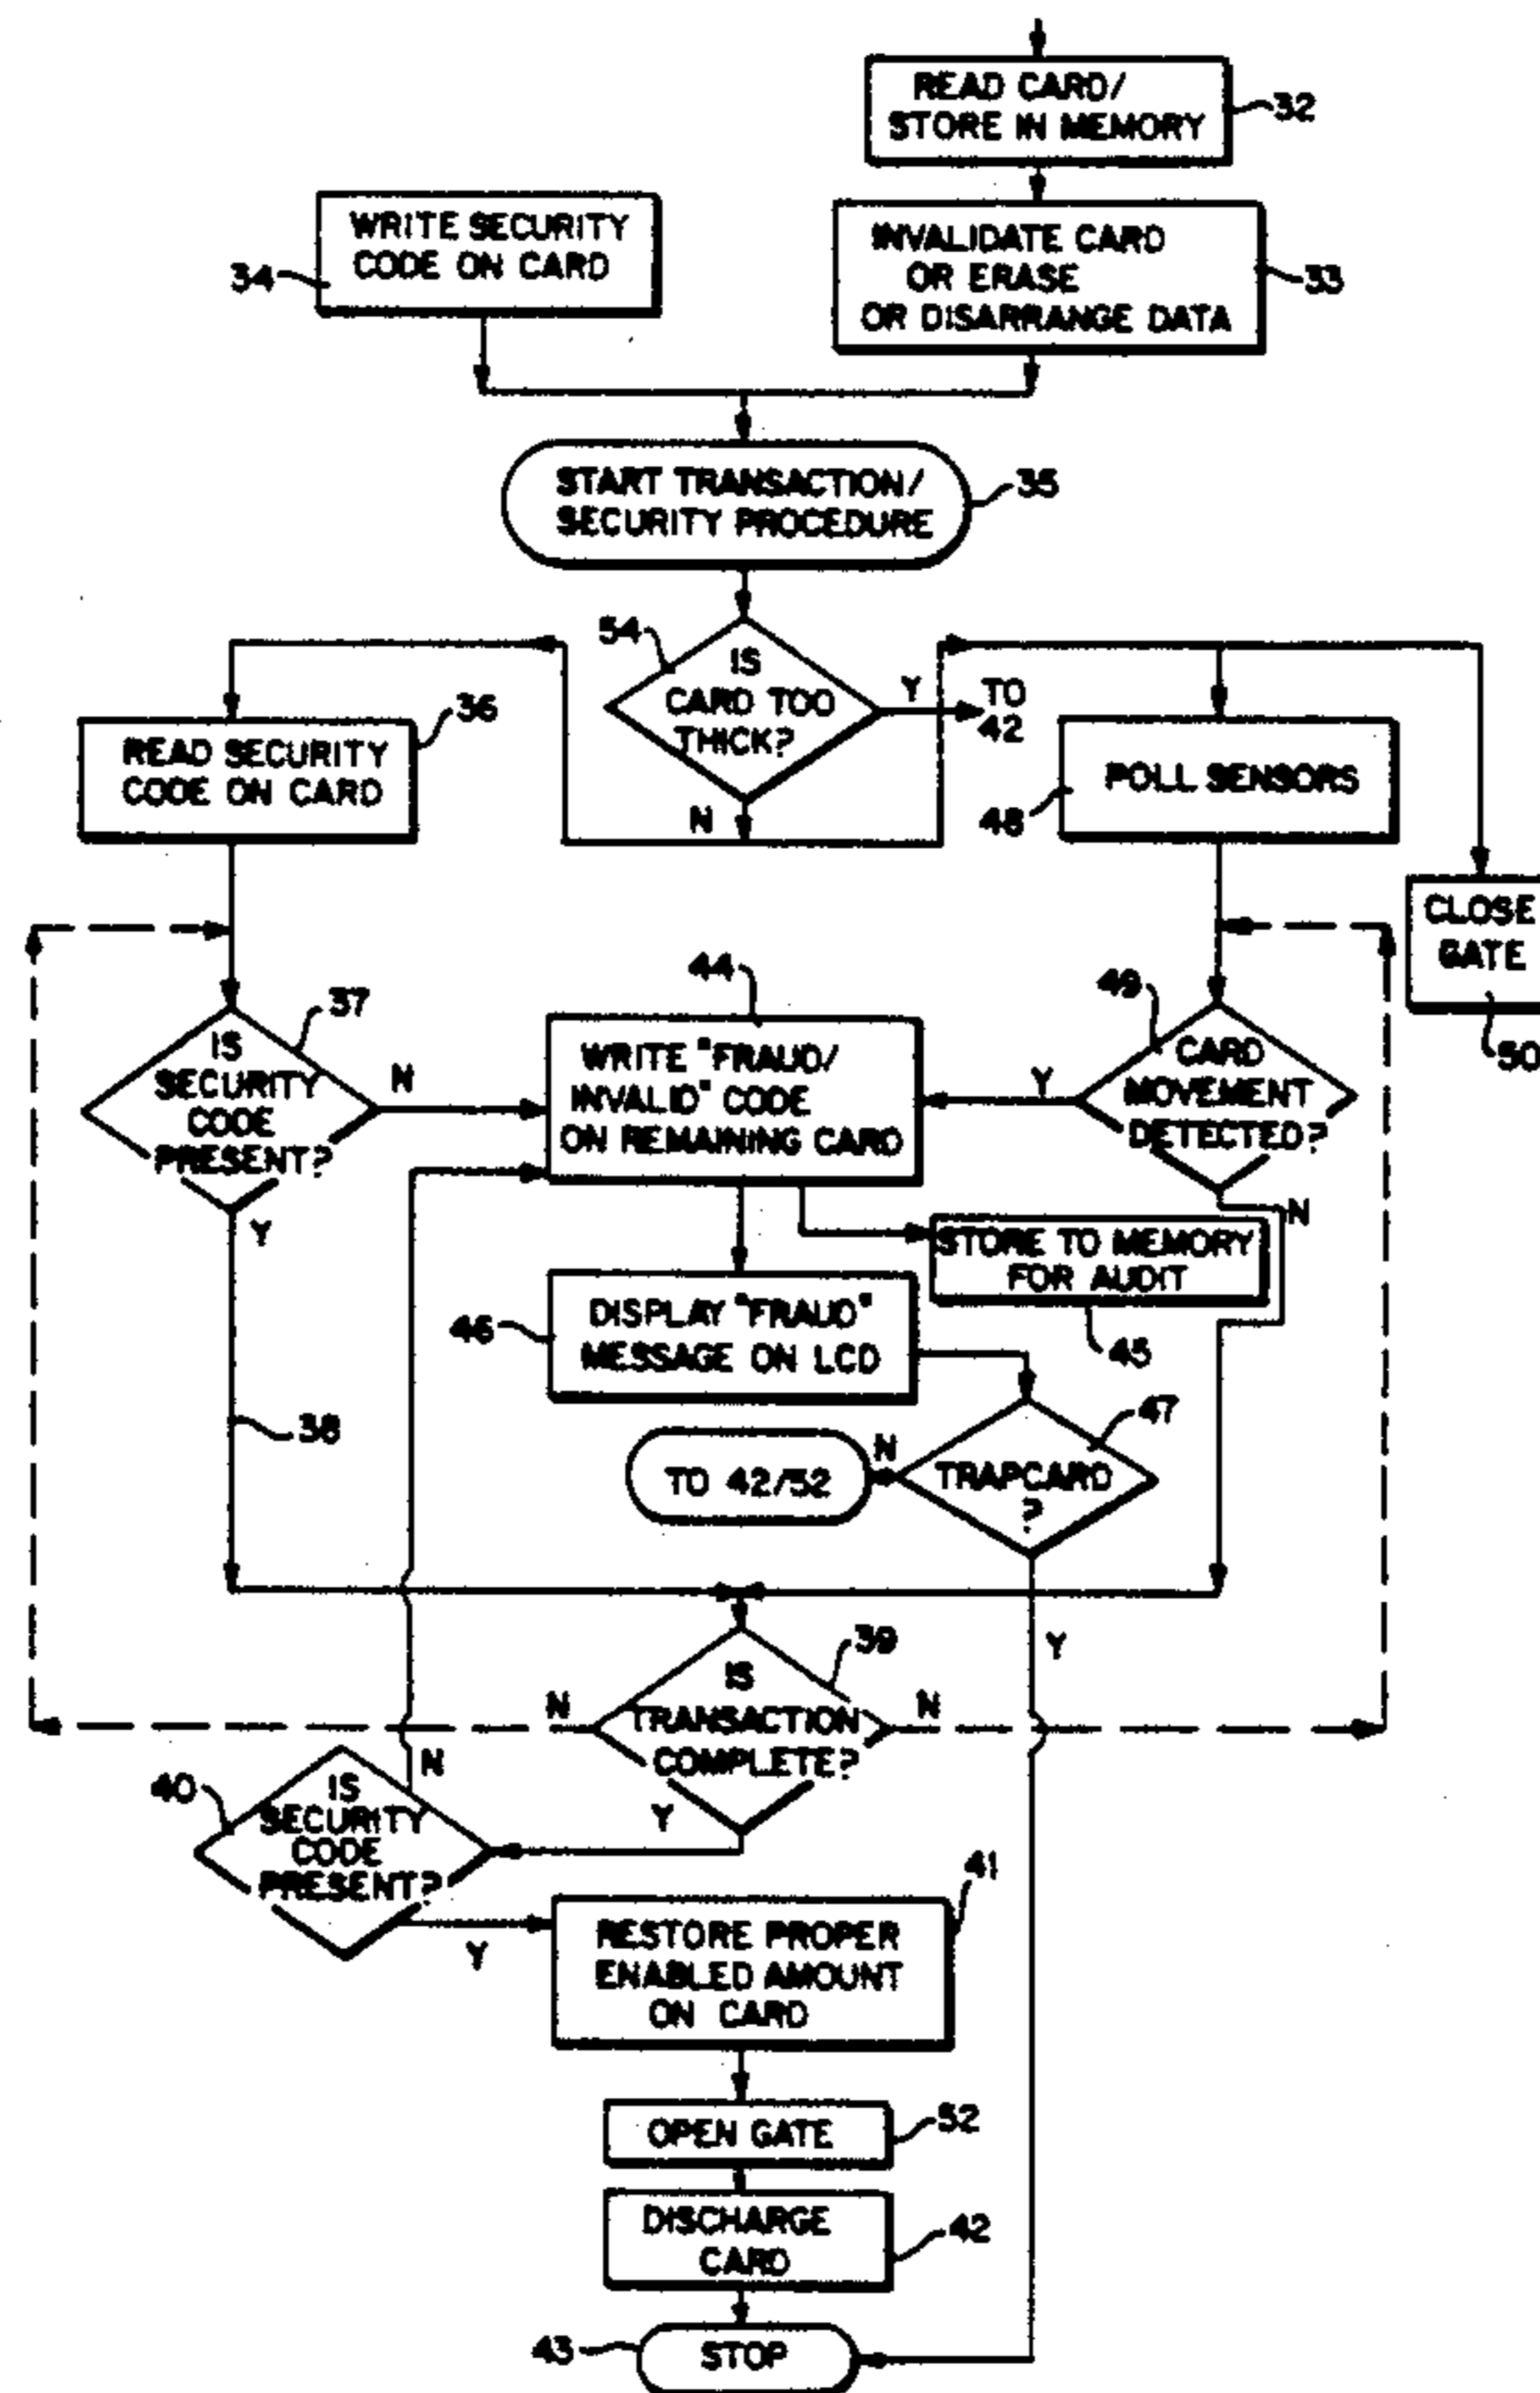 READ CARD/
STORE IN MEMORY
32
WRITE SECURITY
CODE ON CARD
34
INVALIDATE CARD
OR ERASE
OR DISARRANGE DATA
33
START TRANSACTION/
SECURITY PROCEDURE
35
54
IS
CARD TOO
THICK?
Y
TO
42
N
READ SECURITY
CODE ON CARD
36
POLL SENSORS
48
CLOSE
GATE
50
IS
SECURITY
CODE
PRESENT?
37
N
Y
44
WRITE "FRAUD/
INVALID" CODE
ON REMAINING CARD
49
CARD
MOVEMENT
DETECTED?
Y
N
STORE TO MEMORY
FOR AUDIT
45
46
DISPLAY "FRAUD"
MESSAGE ON LCD
38
TO 42/52
N
TRAPCARD
?
47
Y
39
IS
TRANSACTION
COMPLETE?
N
N
Y
40
IS
SECURITY
CODE
PRESENT?
N
Y
41
RESTORE PROPER
ENABLED AMOUNT
ON CARD
OPEN GATE
52
DISCHARGE
CARD
42
43
STOP